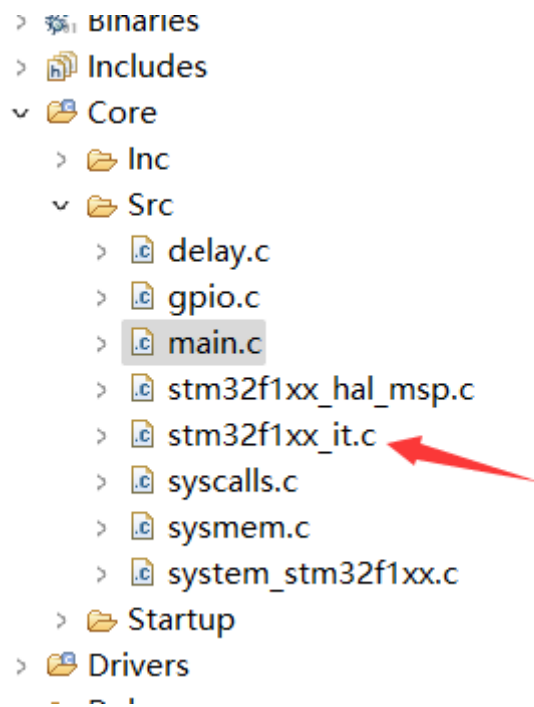 Binaries
Includes
Core
Inc
Src
delay.c
gpio.c
main.c
stm32f1xx_hal_msp.c
stm32f1xx_it.c
syscalls.c
sysmem.c
system_stm32f1xx.c
Startup
Drivers